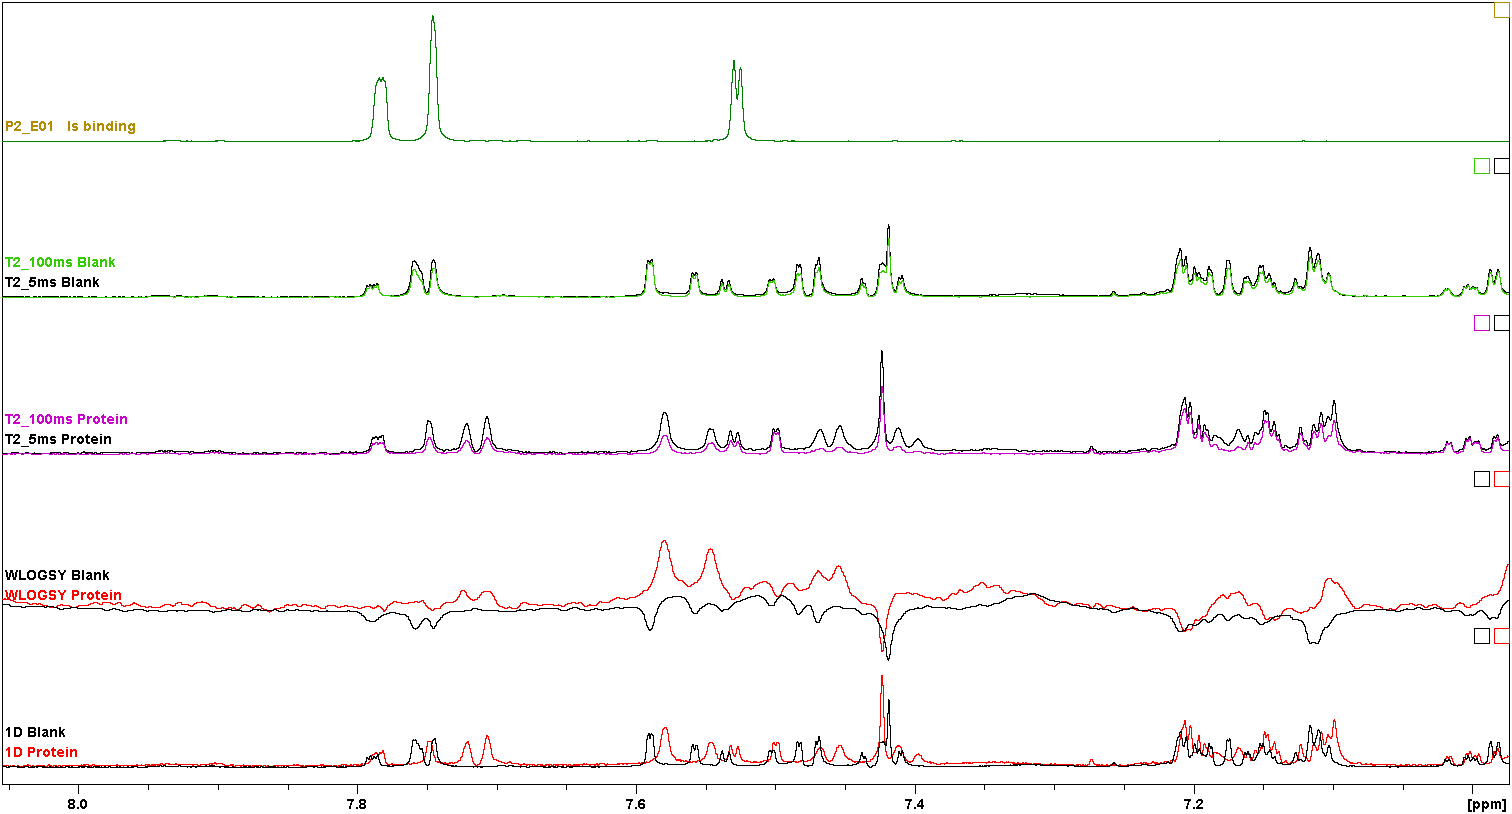 P2_E01 Is binding
T2_100ms Blank
T2_5ms Blank
T2_100ms Protein
T2_5ms Protein
WLOGSY Blank
WLOGSY Protein
1D Blank
1D Protein
8.0 7.8 7.6 7.4 7.2 [ppm]